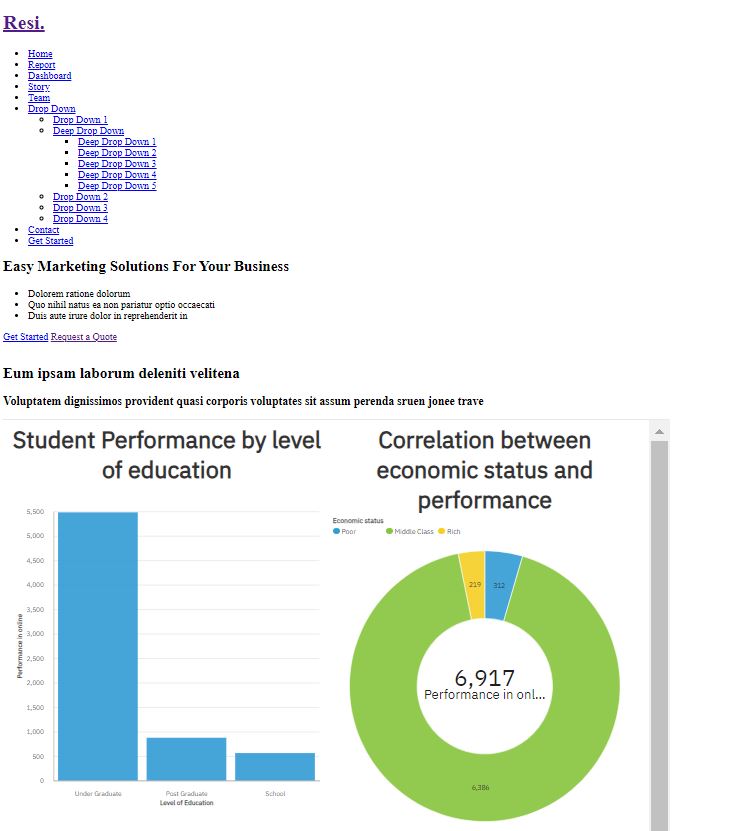 Resi.
Home
Report
Dashboard
Story
Team
Drop Down
Drop Down 1
Deep Drop Down
Deep Drop Down 1
Deep Drop Down 2
Deep Drop Down 3
Deep Drop Down 4
Deep Drop Down 5
Drop Down 2
Drop Down 3
Drop Down 4
Contact
Get Started
Easy Marketing Solutions For Your Business
Dolorem ratione dolorum
Quo nihil natus ea non pariatur optio occaecati
Duis aute irure dolor in reprehenderit in
Get Started Request a Quote
Eum ipsam laborum deleniti velitena
Voluptatem dignissimos provident quasi corporis voluptates sit assum perenda sruen jonee trave
Student Performance by level
of education
5,500
5,000
4,500
4,000
3,500
3,000
2,500
2,000
1,500
1,000
500
0
Performance in online
Under Graduate Post Graduate School
Level of Education
Correlation between
economic status and
performance
Economic status
Poor Middle Class Rich
219 312
6,917
Performance in onl...
6,386